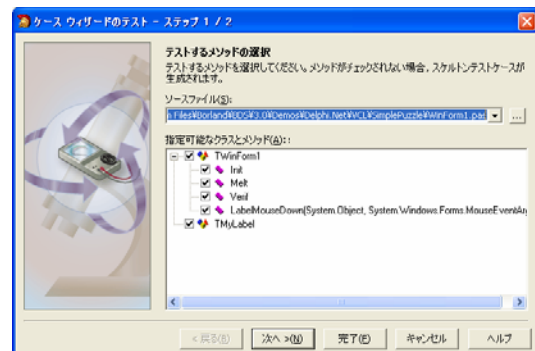 ケース ウィザードのテスト - ステップ 1 / 2
テストするメソッドの選択
テストするメソッドを選択してください。メソッドがチェックされない場合、スケルトンテストケースが
生成されます。
ソースファイル(S):
n Files¥Borland¥BDS¥3.0¥Demos¥Delphi.Net¥VCL¥SimplePuzzle¥WinForm1.pas
...
指定可能なクラスとメソッド(A)::
TWinForm1
Init
Melt
Verif
LabelMouseDown(System.Object, System.Windows.Forms.MouseEventAr
TMyLabel
< 戻る(B)
次へ >(N)
完了(F)
キャンセル
ヘルプ